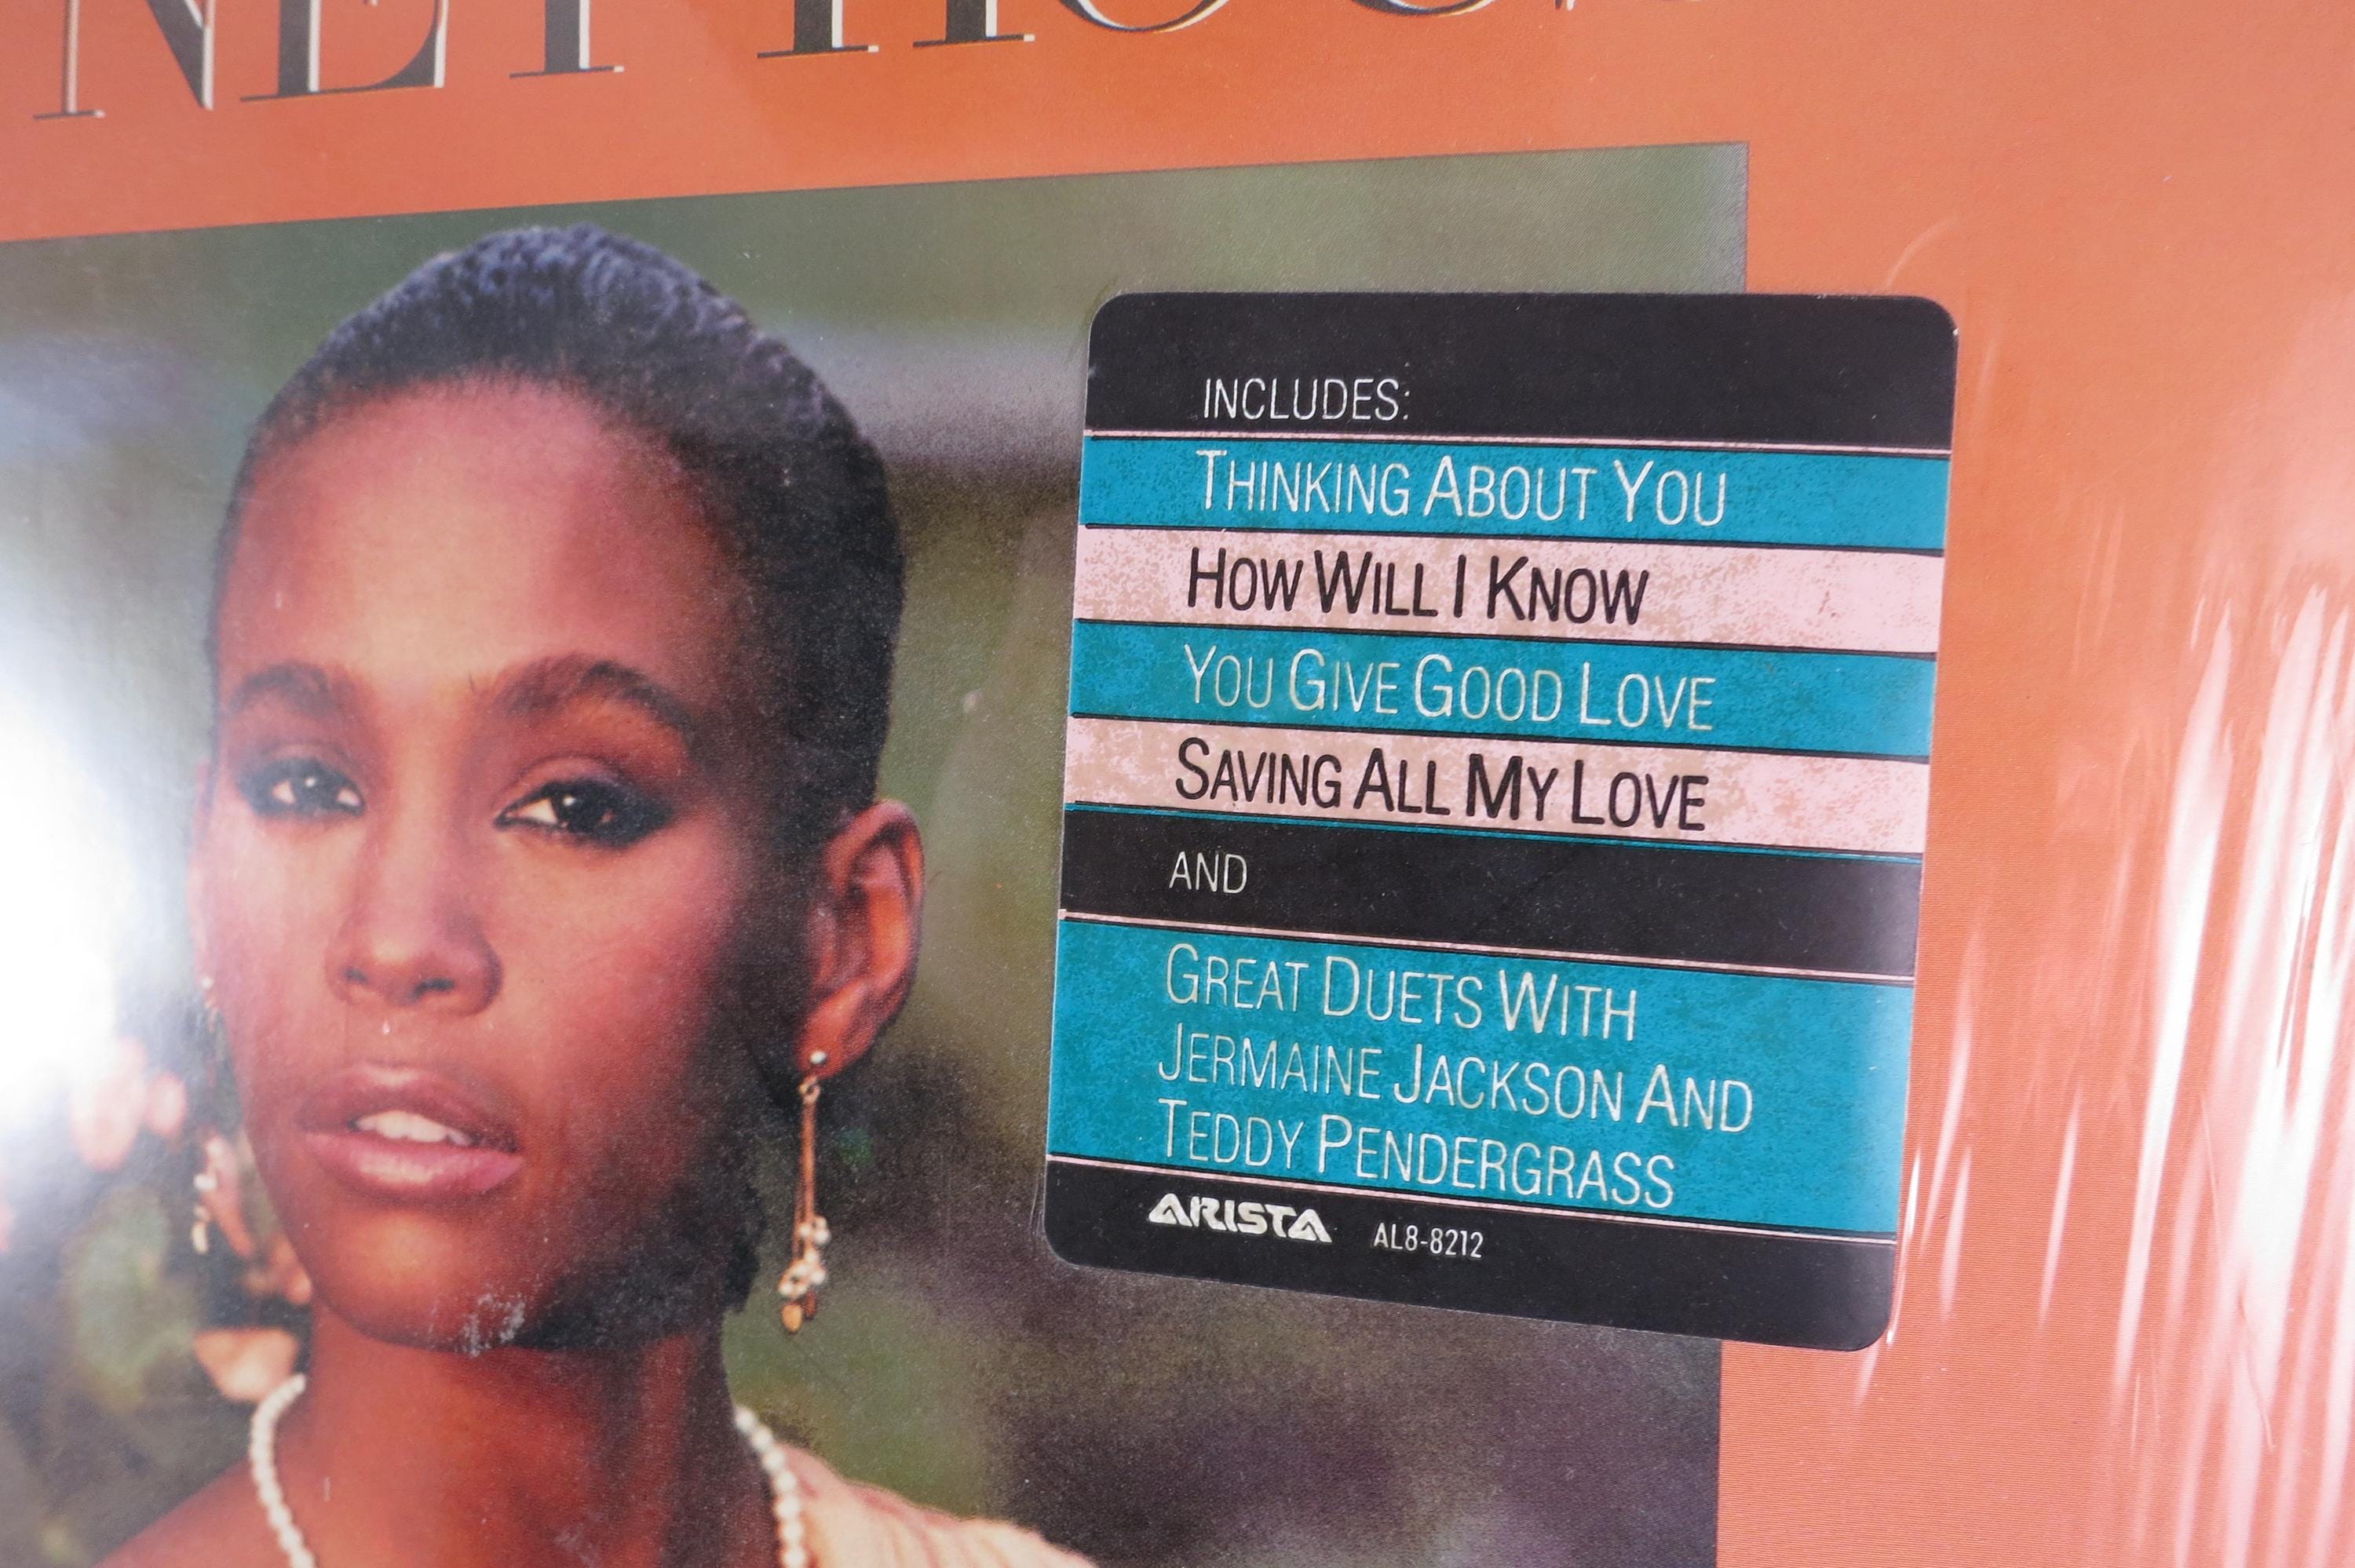 INCLUDES:
THINKING ABOUT YOU
HOW WILL I KNOW
YOU GIVE GOOD LOVE
SAVING ALL MY LOVE
AND
GREAT DUETS WITH
JERMAINE JACKSON AND
TEDDY PENDERGRASS
ARISTA AL8-8212